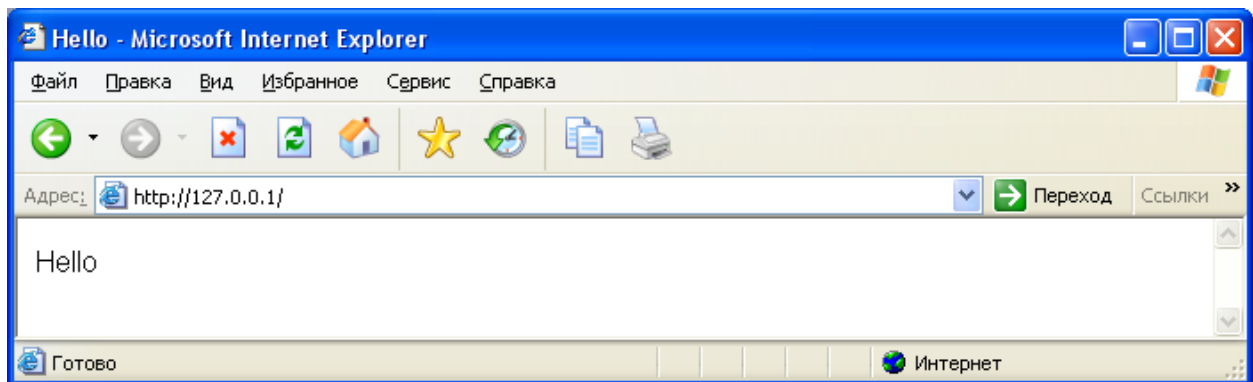 Hello - Microsoft Internet Explorer
Файл Правка Вид Избранное Сервис Справка
Адрес: http://127.0.0.1/ Переход Ссылки »
Hello
Готово Интернет